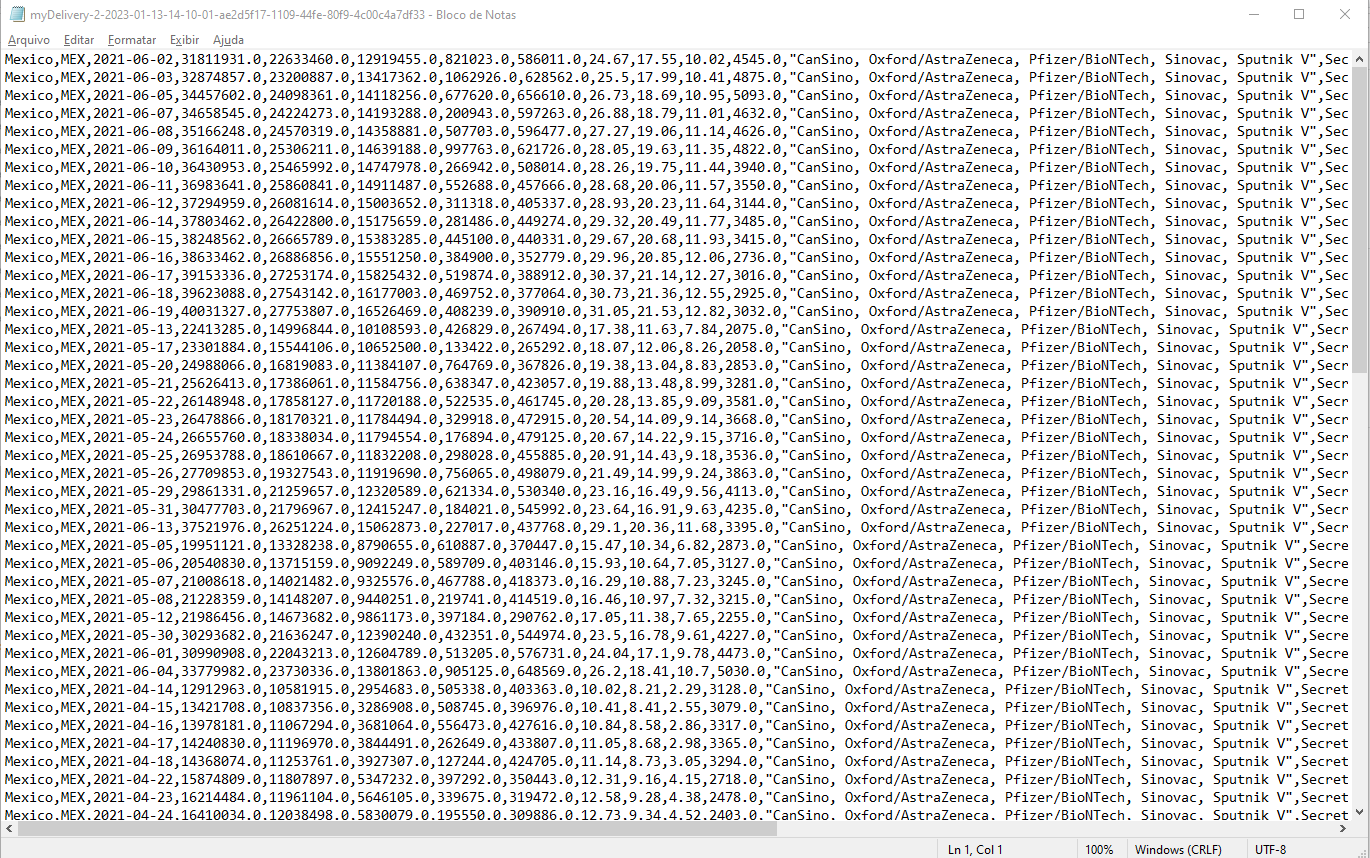 myDelivery-2-2023-01-13-14-10-01-ae2d5f17-1109-44fe-80f9-4c00c4a7df33 - Bloco de Notas
Arquivo Editar Formatar Exibir Ajuda
Mexico,MEX,2021-06-02,31811931.0,22633460.0,12919455.0,821023.0,586011.0,24.67,17.55,10.02,4545.0,"CanSino, Oxford/AstraZeneca, Pfizer/BioNTech, Sinovac, Sputnik V",Sec
Mexico,MEX,2021-06-03,32874857.0,23200887.0,13417362.0,1062926.0,628562.0,25.5,17.99,10.41,4875.0,"CanSino, Oxford/AstraZeneca, Pfizer/BioNTech, Sinovac, Sputnik V",Sec
Mexico,MEX,2021-06-05,34457602.0,24098361.0,14118256.0,677620.0,656610.0,26.73,18.69,10.95,5093.0,"CanSino, Oxford/AstraZeneca, Pfizer/BioNTech, Sinovac, Sputnik V",Sec
Mexico,MEX,2021-06-07,34658545.0,24224273.0,14193288.0,200943.0,597263.0,26.88,18.79,11.01,4632.0,"CanSino, Oxford/AstraZeneca, Pfizer/BioNTech, Sinovac, Sputnik V",Sec
Mexico,MEX,2021-06-08,35166248.0,24570319.0,14358881.0,507703.0,596477.0,27.27,19.06,11.14,4626.0,"CanSino, Oxford/AstraZeneca, Pfizer/BioNTech, Sinovac, Sputnik V",Sec
Mexico,MEX,2021-06-09,36164011.0,25306211.0,14639188.0,997763.0,621726.0,28.05,19.63,11.35,4822.0,"CanSino, Oxford/AstraZeneca, Pfizer/BioNTech, Sinovac, Sputnik V",Sec
Mexico,MEX,2021-06-10,36430953.0,25465992.0,14747978.0,266942.0,508014.0,28.26,19.75,11.44,3940.0,"CanSino, Oxford/AstraZeneca, Pfizer/BioNTech, Sinovac, Sputnik V",Sec
Mexico,MEX,2021-06-11,36983641.0,25860841.0,14911487.0,552688.0,457666.0,28.68,20.06,11.57,3550.0,"CanSino, Oxford/AstraZeneca, Pfizer/BioNTech, Sinovac, Sputnik V",Sec
Mexico,MEX,2021-06-12,37294959.0,26081614.0,15003652.0,311318.0,405337.0,28.93,20.23,11.64,3144.0,"CanSino, Oxford/AstraZeneca, Pfizer/BioNTech, Sinovac, Sputnik V",Sec
Mexico,MEX,2021-06-14,37803462.0,26422800.0,15175659.0,281486.0,449274.0,29.32,20.49,11.77,3485.0,"CanSino, Oxford/AstraZeneca, Pfizer/BioNTech, Sinovac, Sputnik V",Sec
Mexico,MEX,2021-06-15,38248562.0,26665789.0,15383285.0,445100.0,440331.0,29.67,20.68,11.93,3415.0,"CanSino, Oxford/AstraZeneca, Pfizer/BioNTech, Sinovac, Sputnik V",Sec
Mexico,MEX,2021-06-16,38633462.0,26886856.0,15551250.0,384900.0,352779.0,29.96,20.85,12.06,2736.0,"CanSino, Oxford/AstraZeneca, Pfizer/BioNTech, Sinovac, Sputnik V",Sec
Mexico,MEX,2021-06-17,39153336.0,27253174.0,15825432.0,519874.0,388912.0,30.37,21.14,12.27,3016.0,"CanSino, Oxford/AstraZeneca, Pfizer/BioNTech, Sinovac, Sputnik V",Sec
Mexico,MEX,2021-06-18,39623088.0,27543142.0,16177003.0,469752.0,377064.0,30.73,21.36,12.55,2925.0,"CanSino, Oxford/AstraZeneca, Pfizer/BioNTech, Sinovac, Sputnik V",Sec
Mexico,MEX,2021-06-19,40031327.0,27753807.0,16526469.0,408239.0,390910.0,31.05,21.53,12.82,3032.0,"CanSino, Oxford/AstraZeneca, Pfizer/BioNTech, Sinovac, Sputnik V",Sec
Mexico,MEX,2021-05-13,22413285.0,14996844.0,10108593.0,426829.0,267494.0,17.38,11.63,7.84,2075.0,"CanSino, Oxford/AstraZeneca, Pfizer/BioNTech, Sinovac, Sputnik V",Secr
Mexico,MEX,2021-05-17,23301884.0,15544106.0,10652500.0,133422.0,265292.0,18.07,12.06,8.26,2058.0,"CanSino, Oxford/AstraZeneca, Pfizer/BioNTech, Sinovac, Sputnik V",Secr
Mexico,MEX,2021-05-20,24988066.0,16819083.0,11384107.0,764769.0,367826.0,19.38,13.04,8.83,2853.0,"CanSino, Oxford/AstraZeneca, Pfizer/BioNTech, Sinovac, Sputnik V",Secr
Mexico,MEX,2021-05-21,25626413.0,17386061.0,11584756.0,638347.0,423057.0,19.88,13.48,8.99,3281.0,"CanSino, Oxford/AstraZeneca, Pfizer/BioNTech, Sinovac, Sputnik V",Secr
Mexico,MEX,2021-05-22,26148948.0,17858127.0,11720188.0,522535.0,461745.0,20.28,13.85,9.09,3581.0,"CanSino, Oxford/AstraZeneca, Pfizer/BioNTech, Sinovac, Sputnik V",Secr
Mexico,MEX,2021-05-23,26478866.0,18170321.0,11784494.0,329918.0,472915.0,20.54,14.09,9.14,3668.0,"CanSino, Oxford/AstraZeneca, Pfizer/BioNTech, Sinovac, Sputnik V",Secr
Mexico,MEX,2021-05-24,26655760.0,18338034.0,11794554.0,176894.0,479125.0,20.67,14.22,9.15,3716.0,"CanSino, Oxford/AstraZeneca, Pfizer/BioNTech, Sinovac, Sputnik V",Secr
Mexico,MEX,2021-05-25,26953788.0,18610667.0,11832208.0,298028.0,455885.0,20.91,14.43,9.18,3536.0,"CanSino, Oxford/AstraZeneca, Pfizer/BioNTech, Sinovac, Sputnik V",Secr
Mexico,MEX,2021-05-26,27709853.0,19327543.0,11919690.0,756065.0,498079.0,21.49,14.99,9.24,3863.0,"CanSino, Oxford/AstraZeneca, Pfizer/BioNTech, Sinovac, Sputnik V",Secr
Mexico,MEX,2021-05-29,29861331.0,21259657.0,12320589.0,621334.0,530340.0,23.16,16.49,9.56,4113.0,"CanSino, Oxford/AstraZeneca, Pfizer/BioNTech, Sinovac, Sputnik V",Secr
Mexico,MEX,2021-05-31,30477703.0,21796967.0,12415247.0,184021.0,545992.0,23.64,16.91,9.63,4235.0,"CanSino, Oxford/AstraZeneca, Pfizer/BioNTech, Sinovac, Sputnik V",Secr
Mexico,MEX,2021-06-13,37521976.0,26251224.0,15062873.0,227017.0,437768.0,29.1,20.36,11.68,3395.0,"CanSino, Oxford/AstraZeneca, Pfizer/BioNTech, Sinovac, Sputnik V",Secr
Mexico,MEX,2021-05-05,19951121.0,13328238.0,8790655.0,610887.0,370447.0,15.47,10.34,6.82,2873.0,"CanSino, Oxford/AstraZeneca, Pfizer/BioNTech, Sinovac, Sputnik V",Secre
Mexico,MEX,2021-05-06,20540830.0,13715159.0,9092249.0,589709.0,403146.0,15.93,10.64,7.05,3127.0,"CanSino, Oxford/AstraZeneca, Pfizer/BioNTech, Sinovac, Sputnik V",Secre
Mexico,MEX,2021-05-07,21008618.0,14021482.0,9325576.0,467788.0,418373.0,16.29,10.88,7.23,3245.0,"CanSino, Oxford/AstraZeneca, Pfizer/BioNTech, Sinovac, Sputnik V",Secre
Mexico,MEX,2021-05-08,21228359.0,14148207.0,9440251.0,219741.0,414519.0,16.46,10.97,7.32,3215.0,"CanSino, Oxford/AstraZeneca, Pfizer/BioNTech, Sinovac, Sputnik V",Secre
Mexico,MEX,2021-05-12,21986456.0,14673682.0,9861173.0,397184.0,290762.0,17.05,11.38,7.65,2255.0,"CanSino, Oxford/AstraZeneca, Pfizer/BioNTech, Sinovac, Sputnik V",Secre
Mexico,MEX,2021-05-30,30293682.0,21636247.0,12390240.0,432351.0,544974.0,23.5,16.78,9.61,4227.0,"CanSino, Oxford/AstraZeneca, Pfizer/BioNTech, Sinovac, Sputnik V",Secre
Mexico,MEX,2021-06-01,30990908.0,22043213.0,12604789.0,513205.0,576731.0,24.04,17.1,9.78,4473.0,"CanSino, Oxford/AstraZeneca, Pfizer/BioNTech, Sinovac, Sputnik V",Secre
Mexico,MEX,2021-06-04,33779982.0,23730336.0,13801863.0,905125.0,648569.0,26.2,18.41,10.7,5030.0,"CanSino, Oxford/AstraZeneca, Pfizer/BioNTech, Sinovac, Sputnik V",Secre
Mexico,MEX,2021-04-14,12912963.0,10581915.0,2954683.0,505338.0,403363.0,10.02,8.21,2.29,3128.0,"CanSino, Oxford/AstraZeneca, Pfizer/BioNTech, Sinovac, Sputnik V",Secret
Mexico,MEX,2021-04-15,13421708.0,10837356.0,3286908.0,508745.0,396976.0,10.41,8.41,2.55,3079.0,"CanSino, Oxford/AstraZeneca, Pfizer/BioNTech, Sinovac, Sputnik V",Secret
Mexico,MEX,2021-04-16,13978181.0,11067294.0,3681064.0,556473.0,427616.0,10.84,8.58,2.86,3317.0,"CanSino, Oxford/AstraZeneca, Pfizer/BioNTech, Sinovac, Sputnik V",Secret
Mexico,MEX,2021-04-17,14240830.0,11196970.0,3844491.0,262649.0,433807.0,11.05,8.68,2.98,3365.0,"CanSino, Oxford/AstraZeneca, Pfizer/BioNTech, Sinovac, Sputnik V",Secret
Mexico,MEX,2021-04-18,14368074.0,11253761.0,3927307.0,127244.0,424705.0,11.14,8.73,3.05,3294.0,"CanSino, Oxford/AstraZeneca, Pfizer/BioNTech, Sinovac, Sputnik V",Secret
Mexico,MEX,2021-04-22,15874809.0,11807897.0,5347232.0,397292.0,350443.0,12.31,9.16,4.15,2718.0,"CanSino, Oxford/AstraZeneca, Pfizer/BioNTech, Sinovac, Sputnik V",Secret
Mexico,MEX,2021-04-23,16214484.0,11961104.0,5646105.0,339675.0,319472.0,12.58,9.28,4.38,2478.0,"CanSino, Oxford/AstraZeneca, Pfizer/BioNTech, Sinovac, Sputnik V",Secret
Mexico,MEX,2021-04-24,16410034.0,12038498.0,5830079.0,195550.0,309886.0,12.73,9.34,4.52,2403.0,"CanSino, Oxford/AstraZeneca, Pfizer/BioNTech, Sinovac, Sputnik V",Secret
Ln 1, Col 1 100% Windows (CRLF) UTF-8